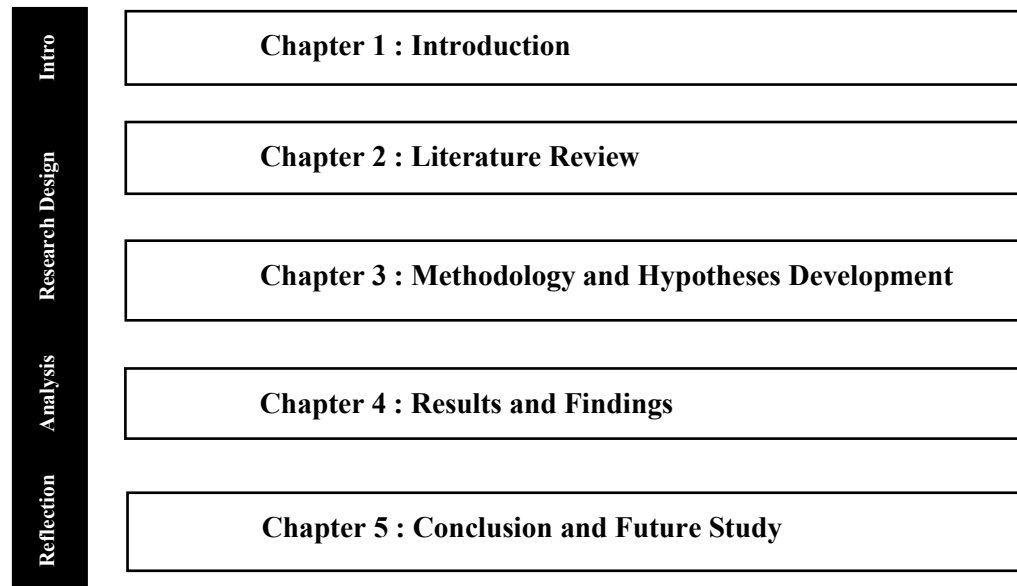 Intro
Chapter 1 : Introduction
Research Design
Chapter 2 : Literature Review
Chapter 3 : Methodology and Hypotheses Development
Analysis
Chapter 4 : Results and Findings
Reflection
Chapter 5 : Conclusion and Future Study